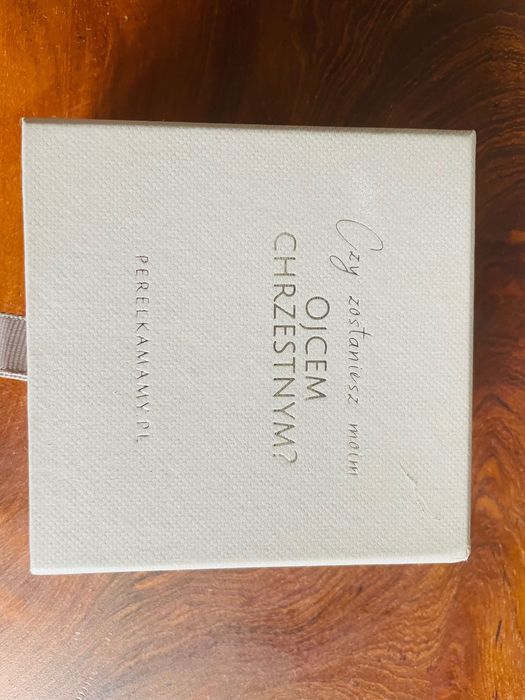 Czy zostaniesz moim
OJCEM
CHRZESTNYM?
PERELKAMAMY.PL